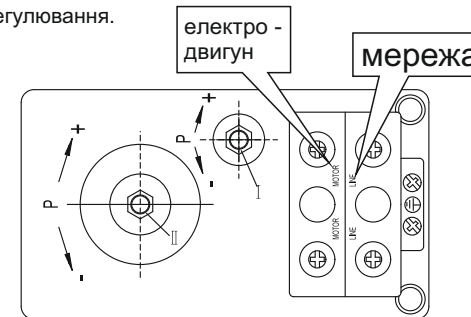 егулювання.
електро -
двигун
мережа
+
P
-
+
P
-
I
II
MOTOR
LINE
MOTOR
LINE